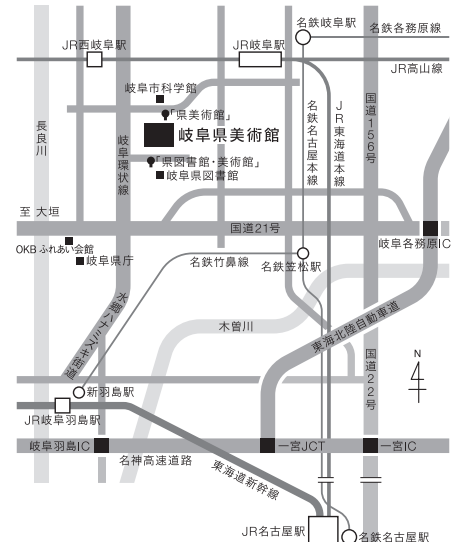 名鉄岐阜駅
名鉄各務原線
JR西岐阜駅
JR岐阜駅
JR高山線
岐阜市科学館
「県美術館」
岐阜県美術館
「県図書館・美術館」
岐阜県図書館
長良川
岐阜環状線
名鉄名古屋本線
JR東海道本線
国道156号
至 大垣
国道21号
岐阜各務原IC
OKB ふれあい会館
岐阜県庁
名鉄竹鼻線
名鉄笠松駅
水郷ハナミズキ街道
木曽川
東海北陸自動車道
国道22号
N
新羽島駅
JR岐阜羽島駅
岐阜羽島IC
一宮JCT
一宮IC
名神高速道路
東海道新幹線
JR名古屋駅
名鉄名古屋駅